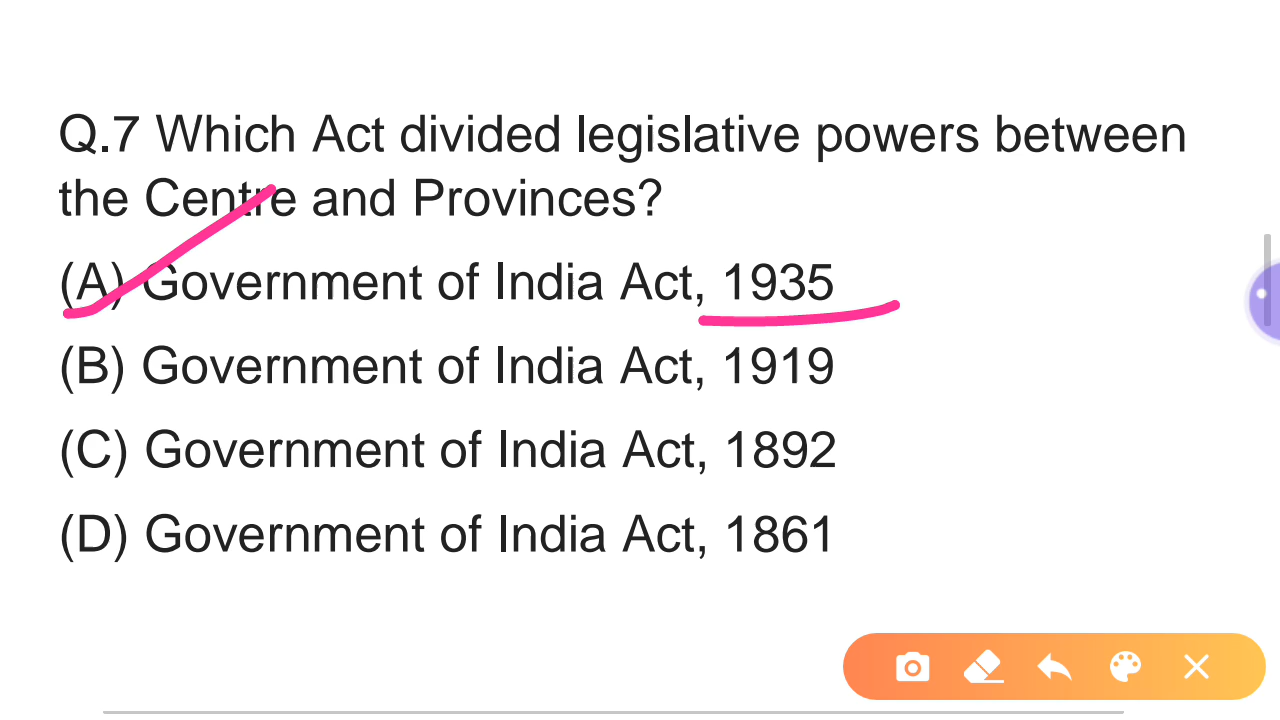 Q.7 Which Act divided legislative powers between
the Centre and Provinces?
(A) Government of India Act, 1935
(B) Government of India Act, 1919
(C) Government of India Act, 1892
(D) Government of India Act, 1861